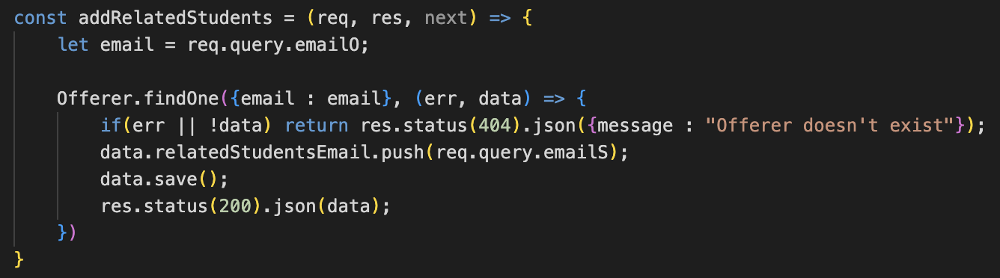 const addRelatedStudents = (req, res, next) => {
    let email = req.query.emailO;

    Offerer.findOne({email : email}, (err, data) => {
        if(err || !data) return res.status(404).json({message : "Offerer doesn't exist"});
        data.relatedStudentsEmail.push(req.query.emailS);
        data.save();
        res.status(200).json(data);
    })
}